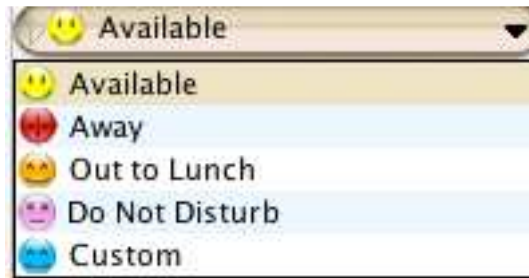 Available
Available
Away
Out to Lunch
Do Not Disturb
Custom